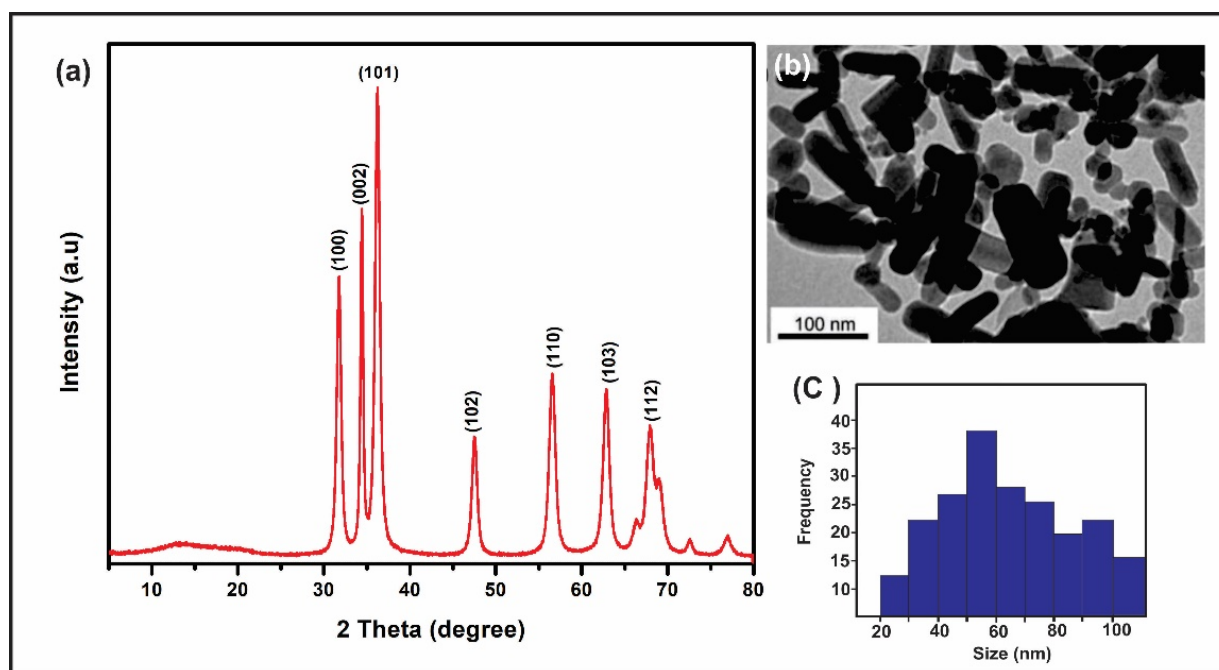 (a)
(100)
(002)
(101)
(102)
(110)
(103)
(112)
Intensity (a.u)
10 20 30 40 50 60 70 80
2 Theta (degree)
(b)
100 nm
(C )
Frequency
40
35
30
25
20
15
10
20 40 60 80 100
Size (nm)